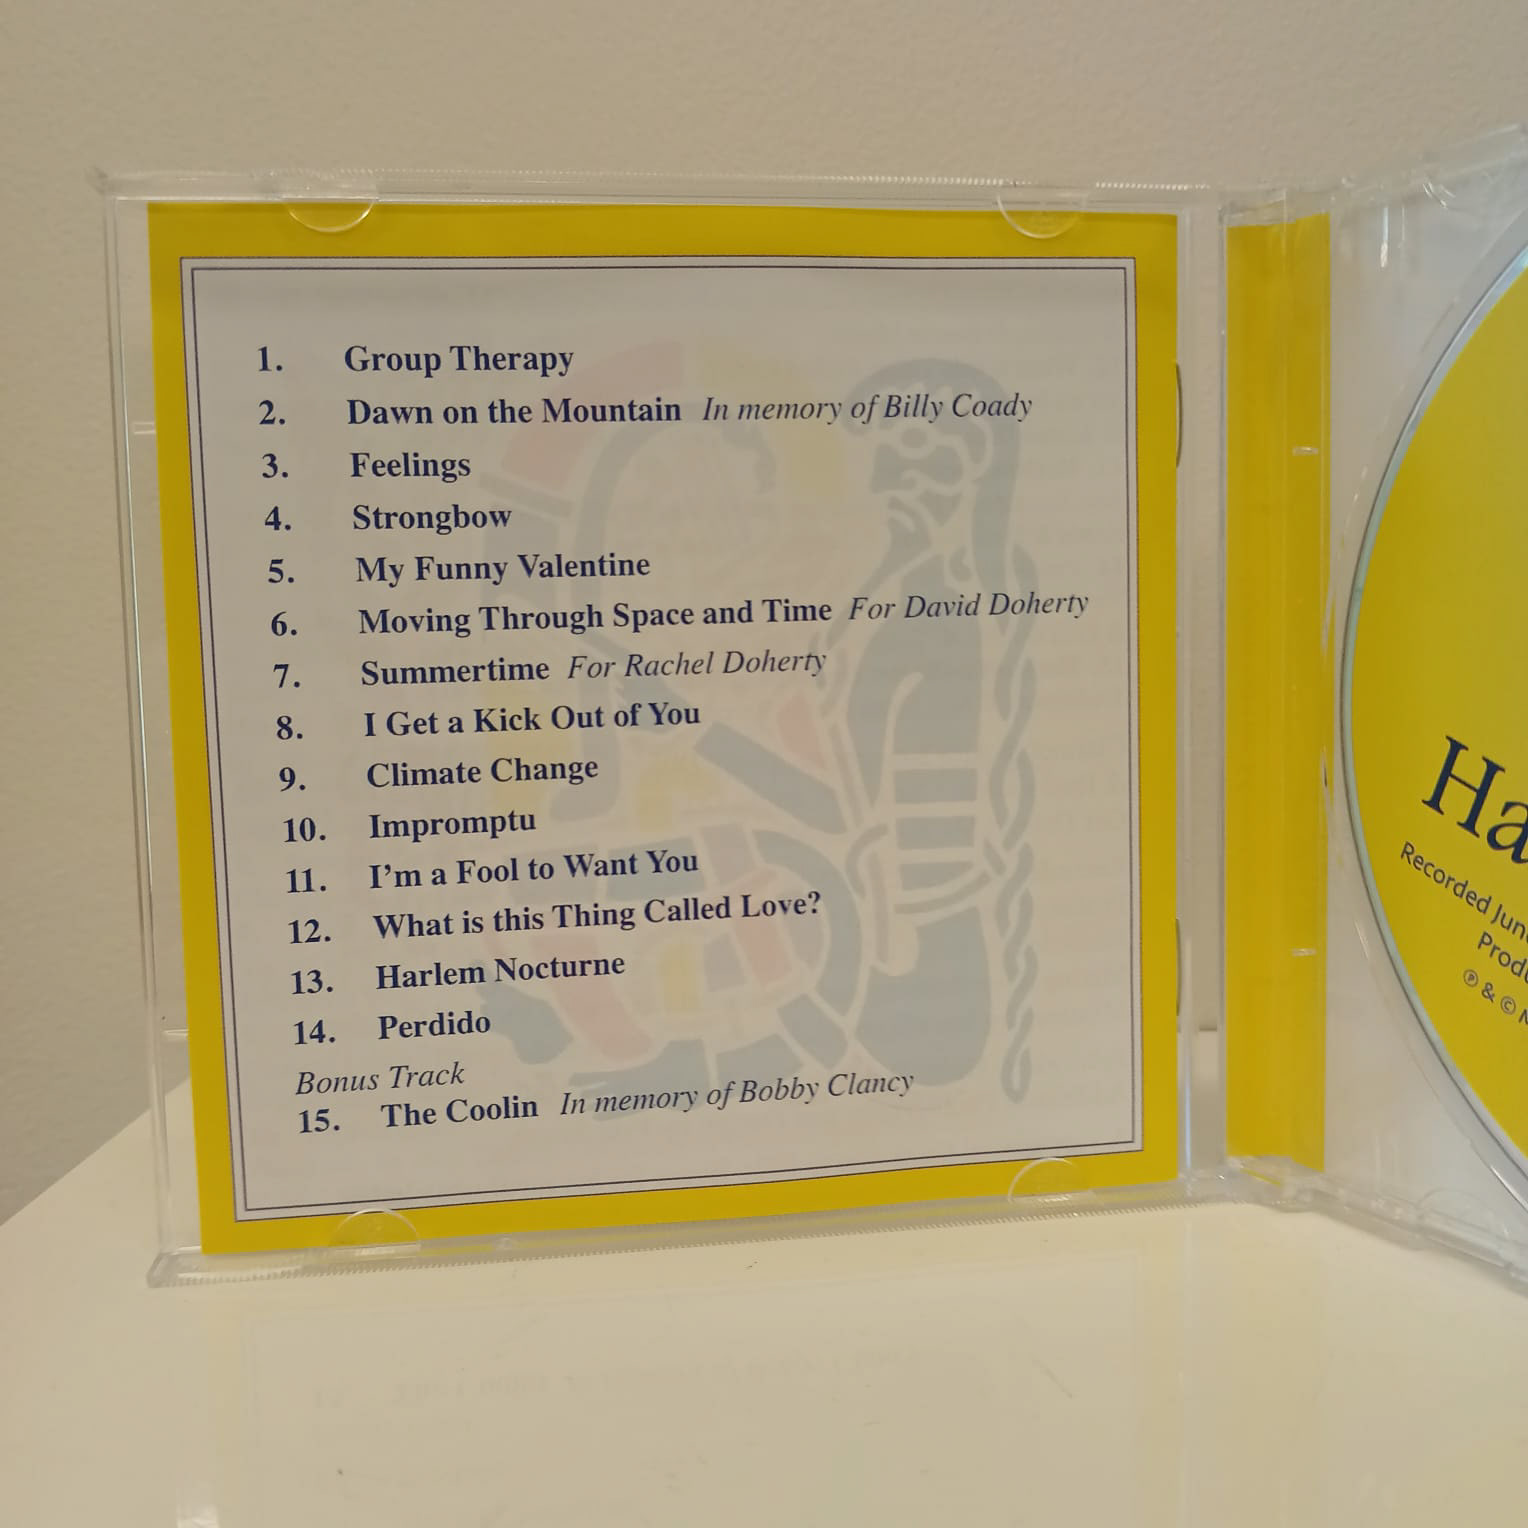 1. Group Therapy
2. Dawn on the Mountain In memory of Billy Coady
3. Feelings
4. Strongbow
5. My Funny Valentine
6. Moving Through Space and Time For David Doherty
7. Summertime For Rachel Doherty
8. I Get a Kick Out of You
9. Climate Change
10. Impromptu
11. I'm a Fool to Want You
12. What is this Thing Called Love?
13. Harlem Nocturne
14. Perdido
Bonus Track
15. The Coolin In memory of Bobby Clancy
Ha
Recorded Jun
Produ
℗ & ©